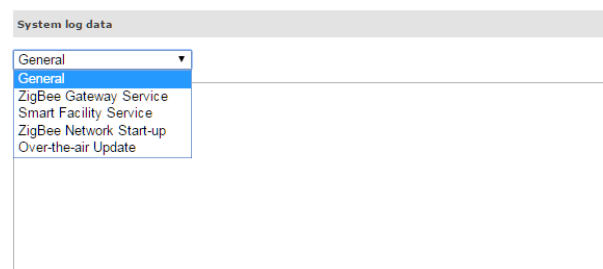 System log data
General
General
ZigBee Gateway Service
Smart Facility Service
ZigBee Network Start-up
Over-the-air Update